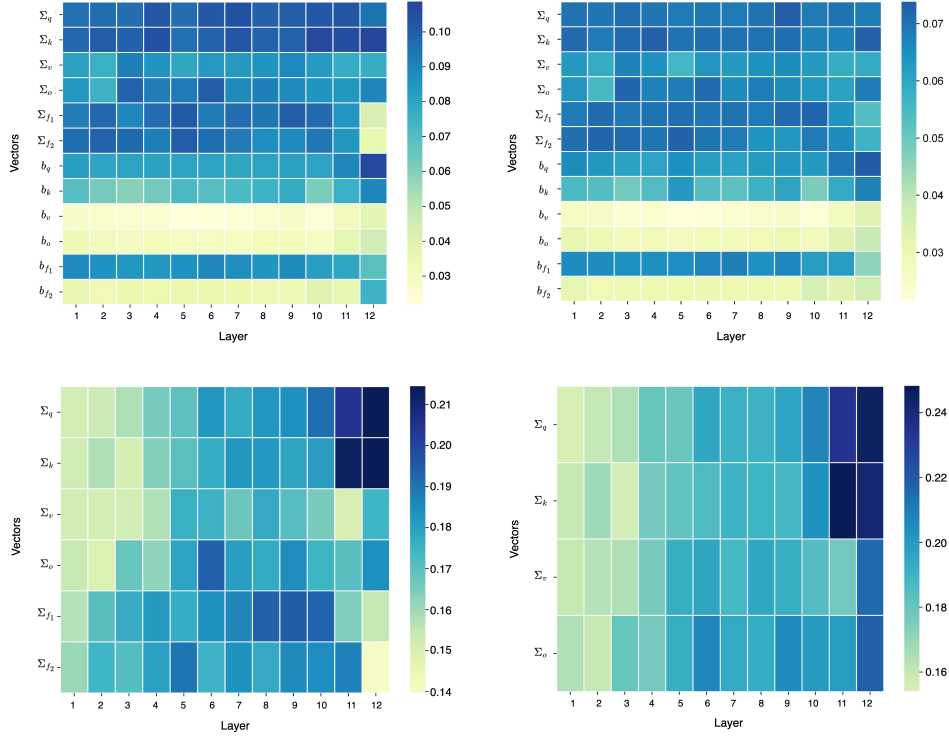 Vectors
Σq
Σk
Σv
Σo
Σf1
Σf2
bq
bk
bv
bo
bf1
bf2
1 2 3 4 5 6 7 8 9 10 11 12
Layer
0.10
0.09
0.08
0.07
0.06
0.05
0.04
0.03
Vectors
Σq
Σk
Σv
Σo
Σf1
Σf2
bq
bk
bv
bo
bf1
bf2
1 2 3 4 5 6 7 8 9 10 11 12
Layer
0.07
0.06
0.05
0.04
0.03
Vectors
Σq
Σk
Σv
Σo
Σf1
Σf2
1 2 3 4 5 6 7 8 9 10 11 12
Layer
0.21
0.20
0.19
0.18
0.17
0.16
0.15
0.14
Vectors
Σq
Σk
Σv
Σo
1 2 3 4 5 6 7 8 9 10 11 12
Layer
0.24
0.22
0.20
0.18
0.16